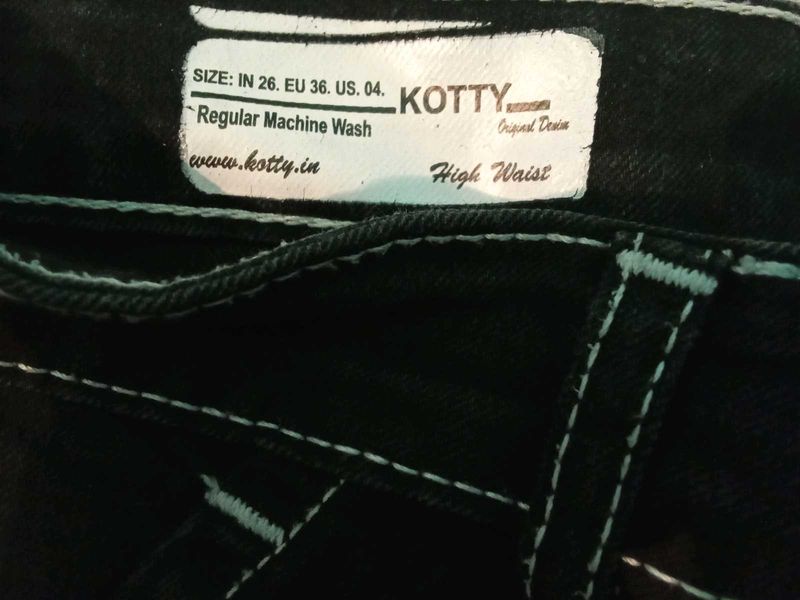 SIZE: IN 26. EU 36. US. 04.
KOTTY
Original Denim
Regular Machine Wash
www.kotty.in
High Waist